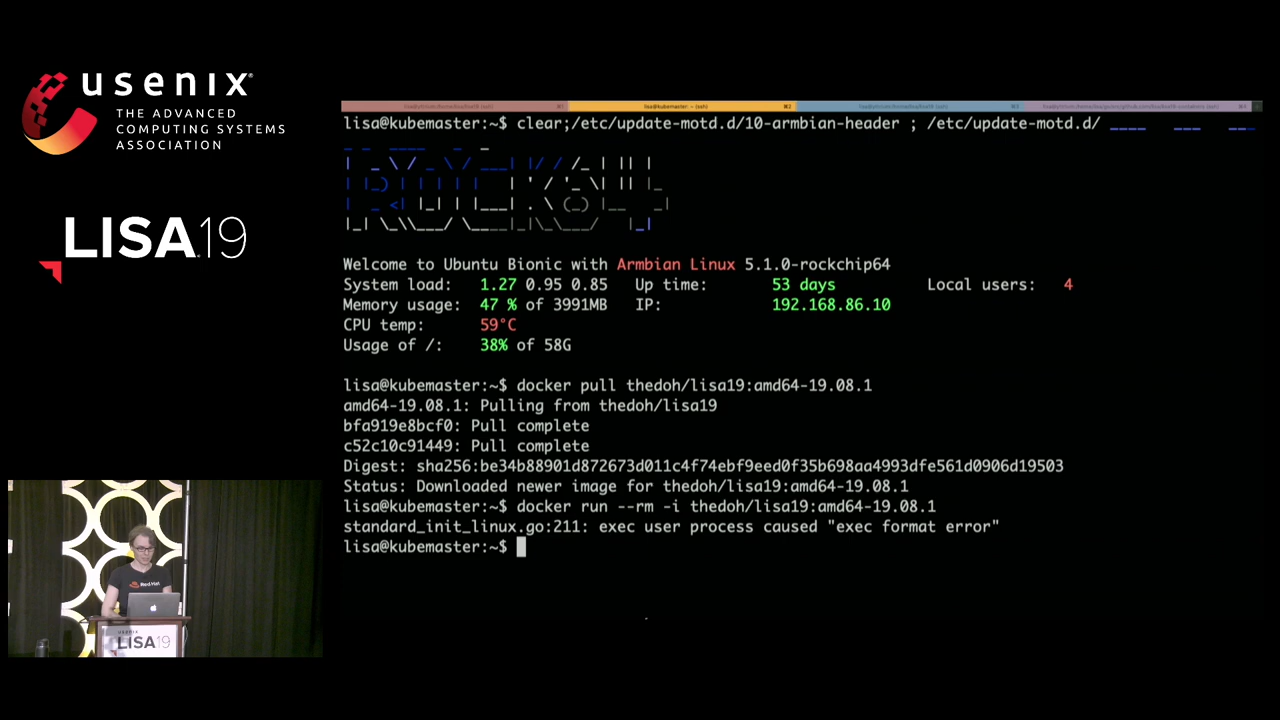 usenix®
THE ADVANCED
COMPUTING SYSTEMS
ASSOCIATION
LISA19
lisa@kubemaster:~$ clear;/etc/update-motd.d/10-armbian-header ; /etc/update-motd.d/
ROCK64
Welcome to Ubuntu Bionic with Armbian Linux 5.1.0-rockchip64
System load: 1.27 0.95 0.85 Up time: 53 days Local users: 4
Memory usage: 47 % of 3991MB IP: 192.168.86.10
CPU temp: 59°C
Usage of /: 38% of 58G
lisa@kubemaster:~$ docker pull thedoh/lisa19:amd64-19.08.1
amd64-19.08.1: Pulling from thedoh/lisa19
bfa919e8bcf0: Pull complete
c52c10c91449: Pull complete
Digest: sha256:be34b88901d872673d011c4f74ebf9eed0f35b698aa4993dfe561d0906d19503
Status: Downloaded newer image for thedoh/lisa19:amd64-19.08.1
lisa@kubemaster:~$ docker run --rm -i thedoh/lisa19:amd64-19.08.1
standard_init_linux.go:211: exec user process caused "exec format error"
lisa@kubemaster:~$
RedHat
usenix
LISA19